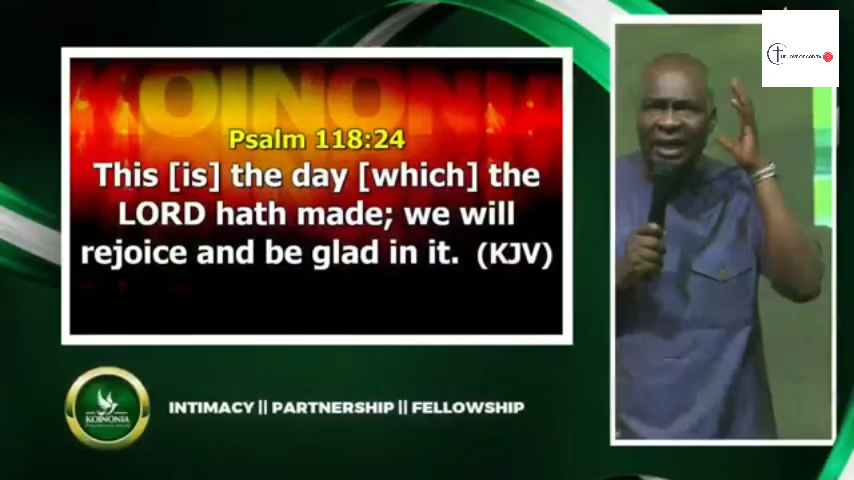 KOINONIA
Psalm 118:24
This [is] the day [which] the
LORD hath made; we will
rejoice and be glad in it. (KJV)
KOINONIA
INTIMACY || PARTNERSHIP || FELLOWSHIP